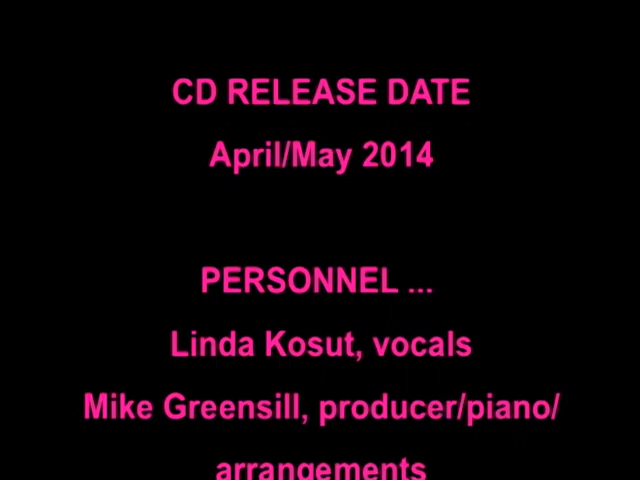 CD RELEASE DATE
April/May 2014
PERSONNEL ...
Linda Kosut, vocals
Mike Greensill, producer/piano/
arrangements